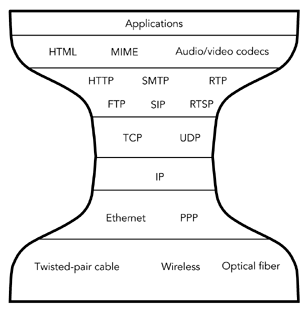 Applications
HTML MIME Audio/video codecs
HTTP SMTP RTP
FTP SIP RTSP
TCP UDP
IP
Ethernet PPP
Twisted-pair cable Wireless Optical fiber